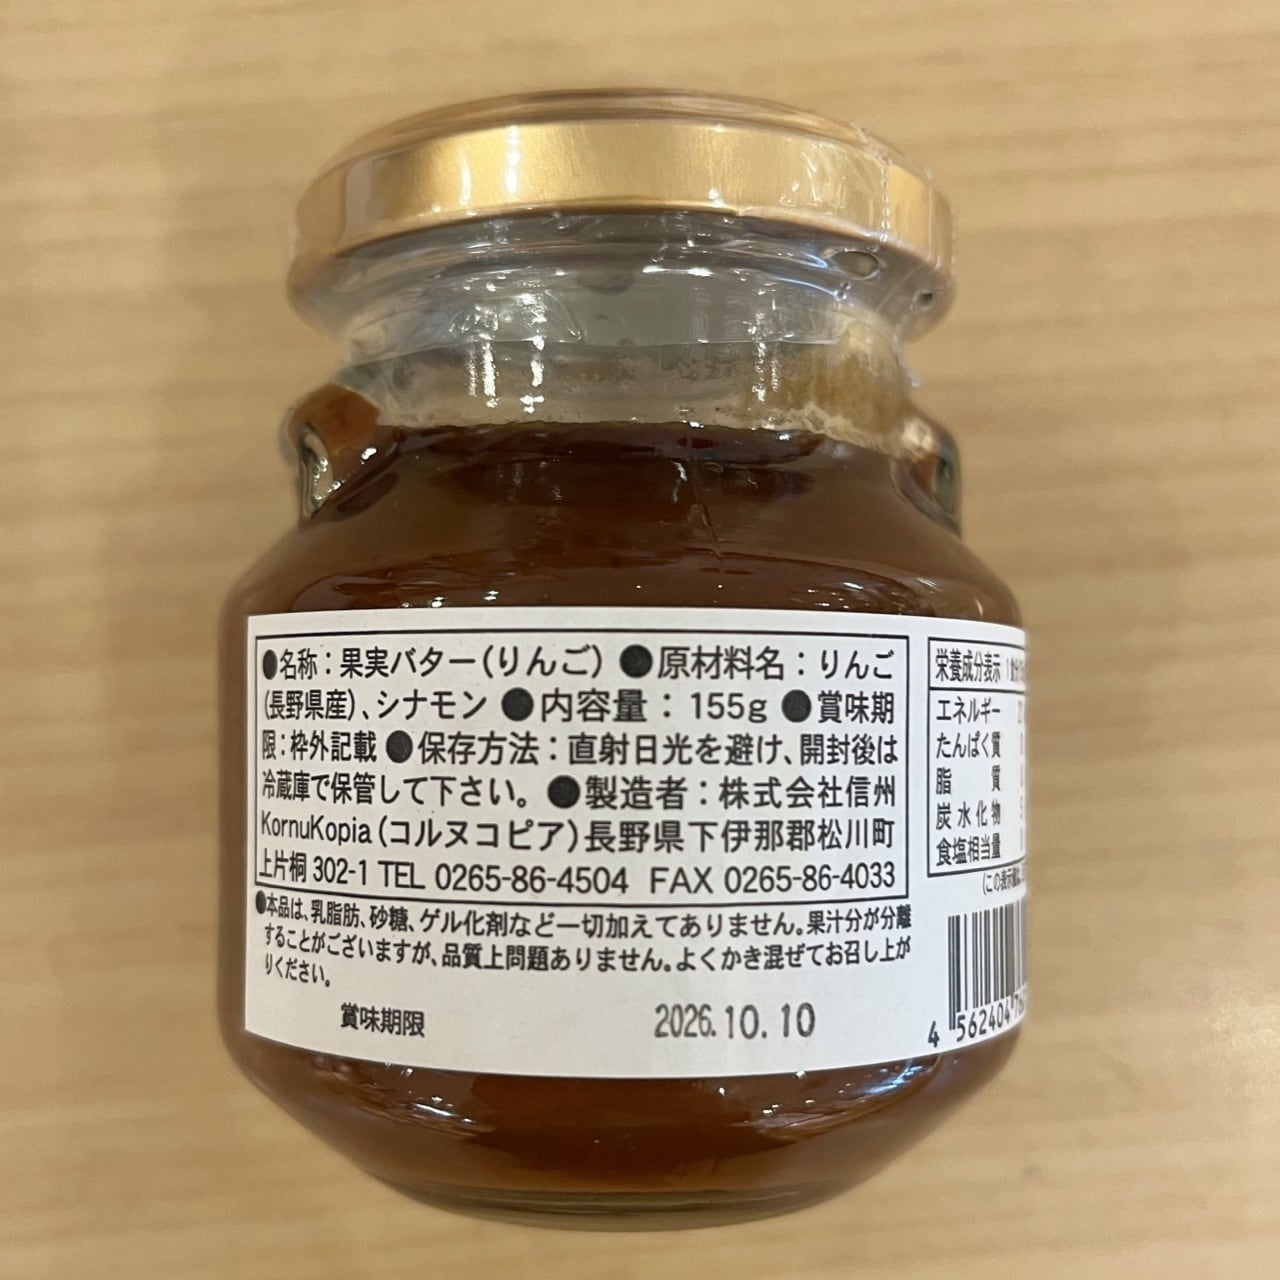 ●名称：果実バター（りんご） ●原材料名：りんご
（長野県産）、シナモン ●内容量：155g ●賞味期
限：枠外記載 ●保存方法：直射日光を避け、開封後は
冷蔵庫で保管して下さい。 ●製造者：株式会社信州
KornuKopia（コルヌコピア）長野県下伊那郡松川町
上片桐 302-1 TEL 0265-86-4504 FAX 0265-86-4033
●本品は、乳脂肪、砂糖、ゲル化剤など一切加えてありません。果汁分が分離
することがございますが、品質上問題ありません。よくかき混ぜてお召し上が
りください。
賞味期限 2026.10.10
栄養成分表示
エネルギー
たんぱく質
脂質
炭水化物
食塩相当量
4 562404